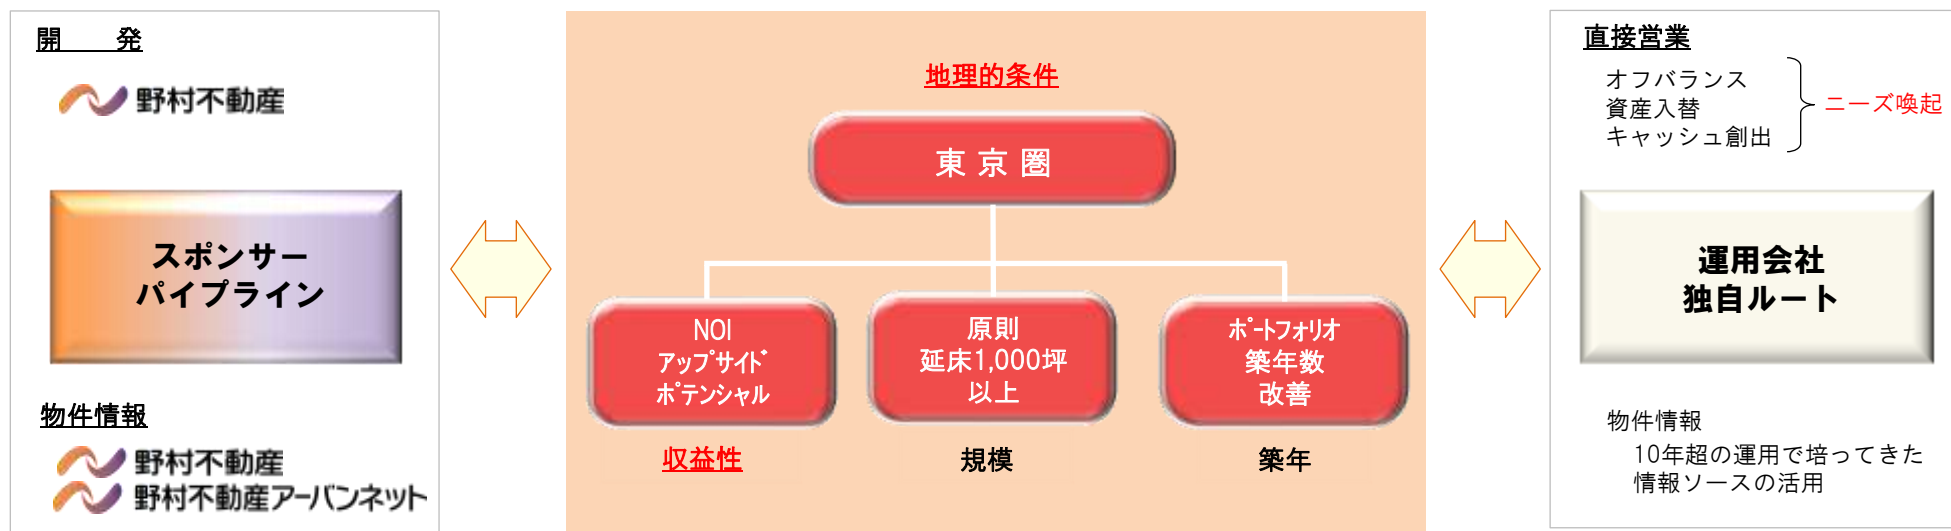 開　　発
野村不動産
スポンサー
パイプライン
物件情報
野村不動産
野村不動産アーバンネット
地理的条件
東 京 圏
NOI
アップサイド
ポテンシャル
収益性
原則
延床1,000坪
以上
規模
ポートフォリオ
築年数
改善
築年
直接営業
オフバランス
資産入替
キャッシュ創出
ニーズ喚起
運用会社
独自ルート
物件情報
10年超の運用で培ってきた
情報ソースの活用